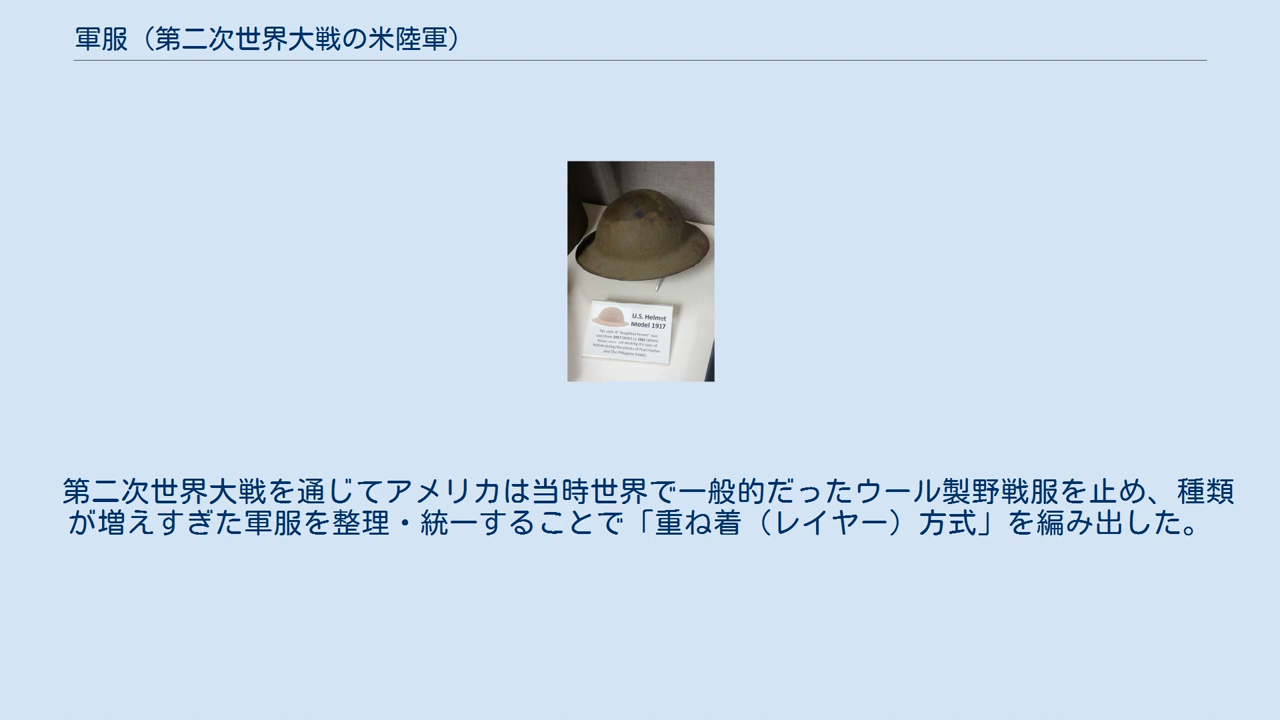 軍服（第二次世界大戦の米陸軍）
U.S. Helmet
Model 1917
第二次世界大戦を通じてアメリカは当時世界で一般的だったウール製野戦服を止め、種類
が増えすぎた軍服を整理・統一することで「重ね着（レイヤー）方式」を編み出した。